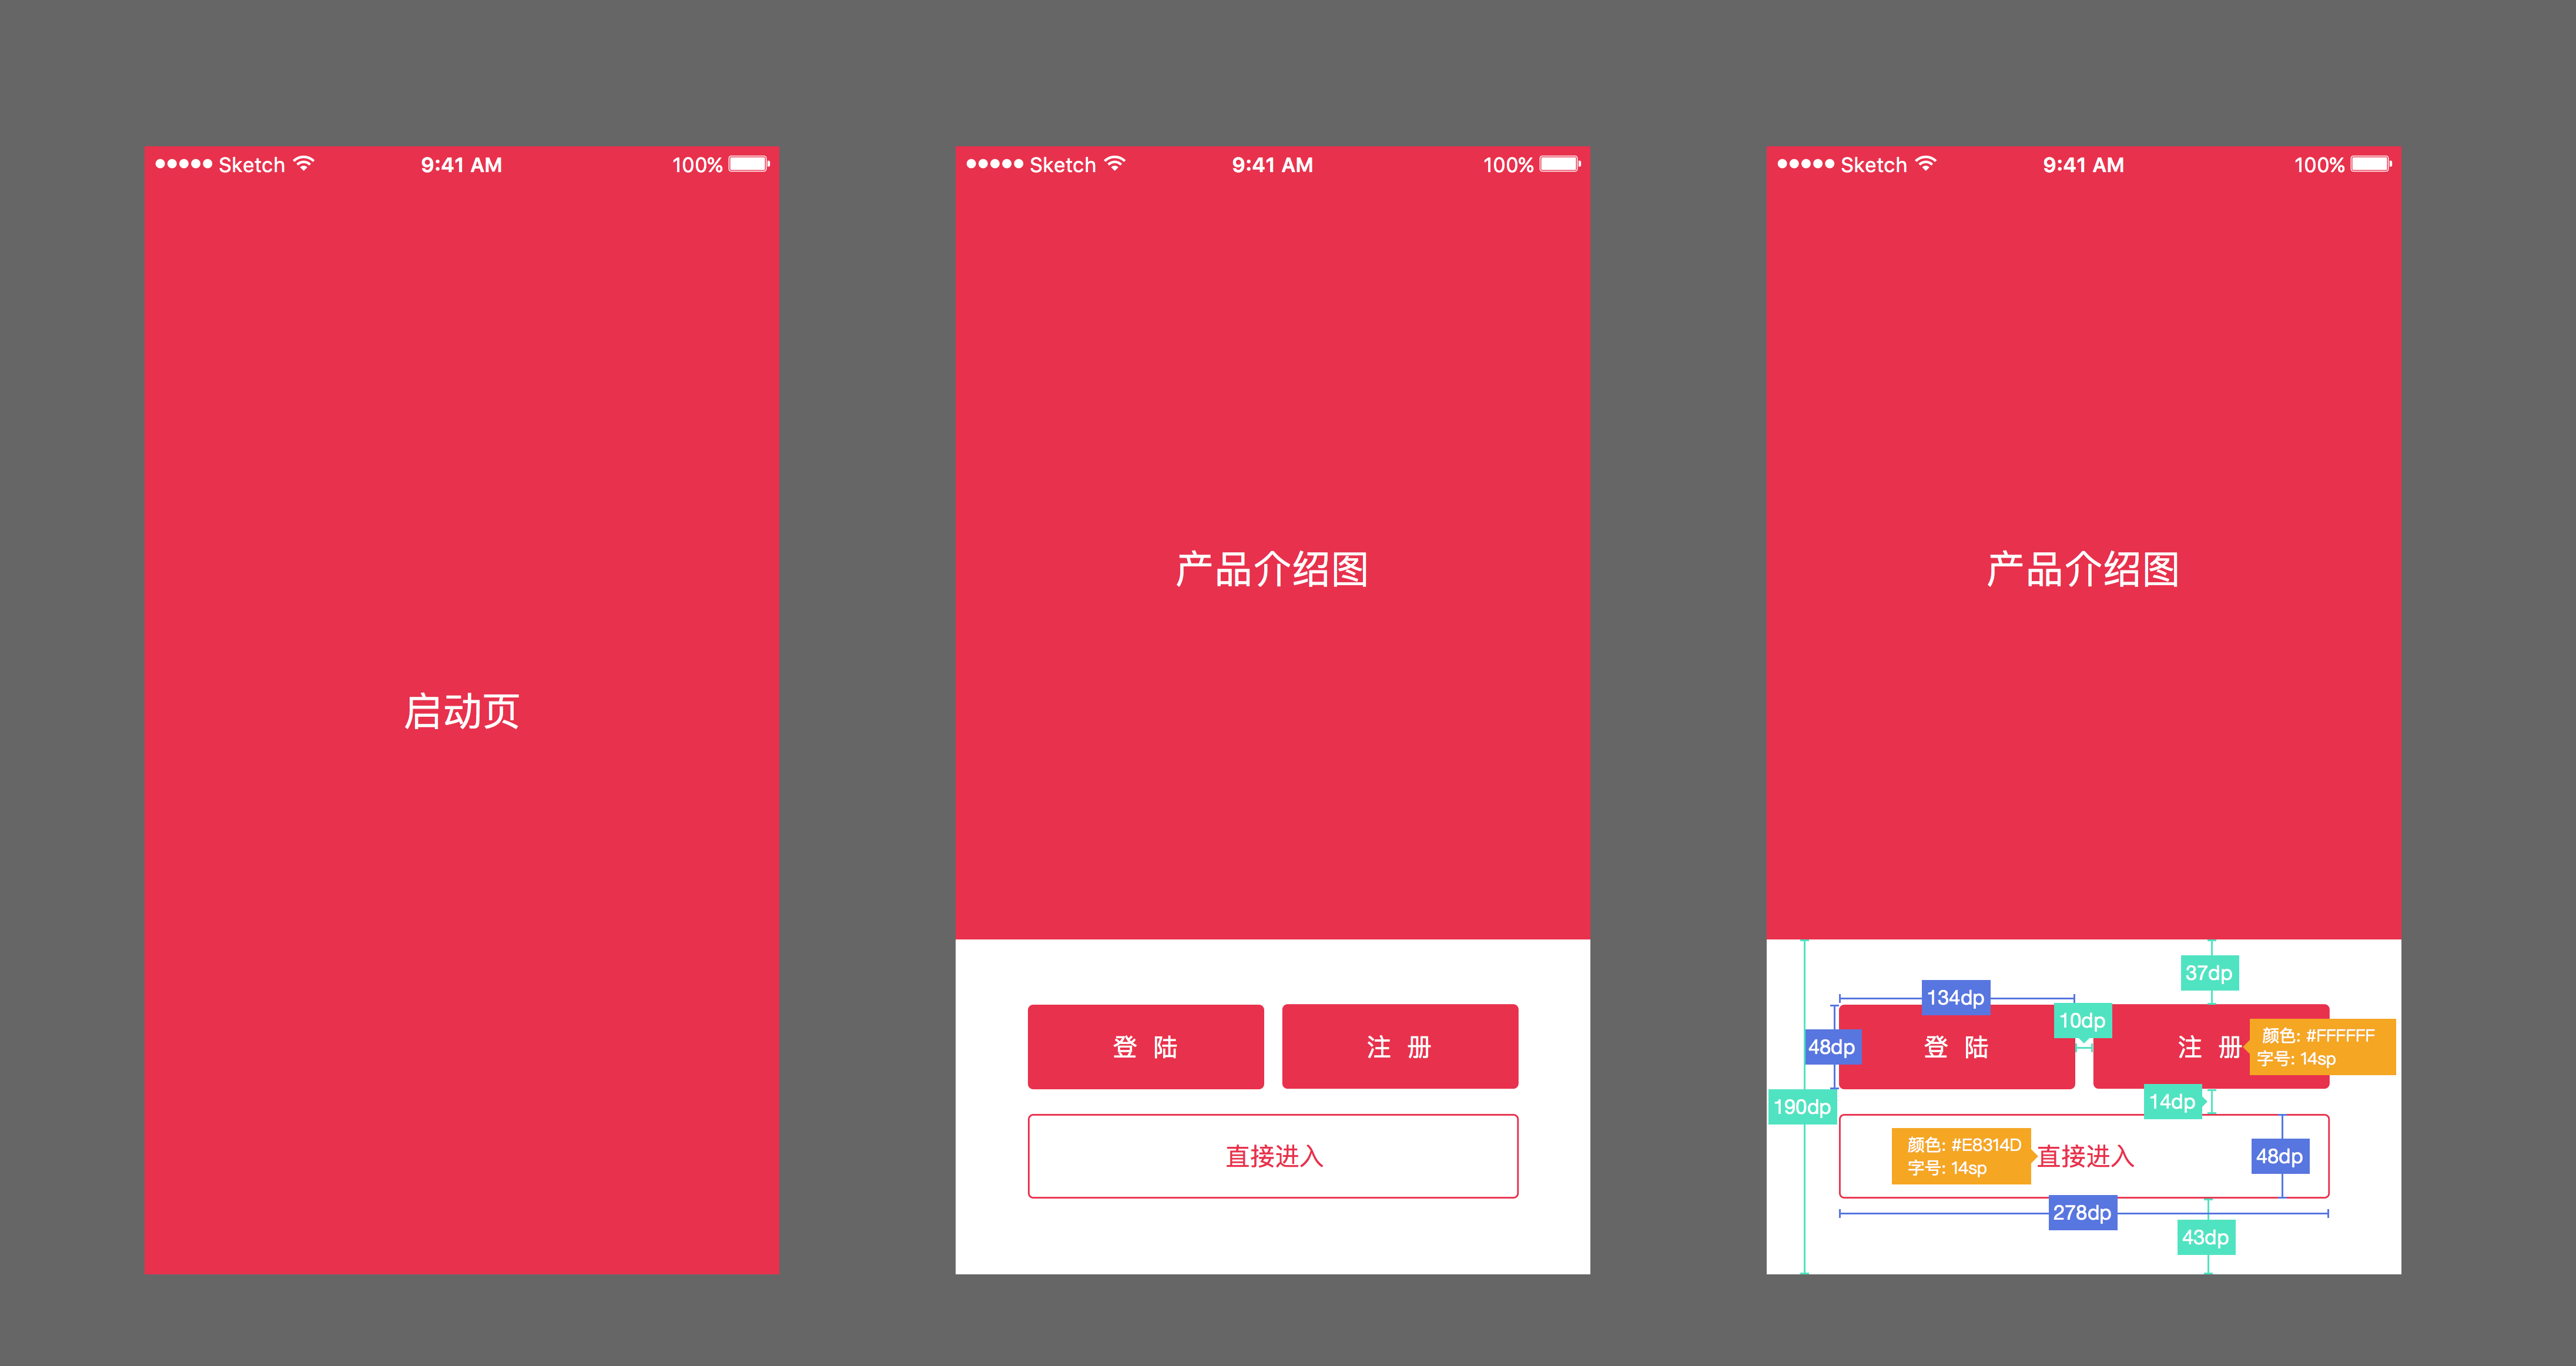 Sketch 9:41 AM 100%
启动页
Sketch 9:41 AM 100%
产品介绍图
登 陆
注 册
直接进入
Sketch 9:41 AM 100%
产品介绍图
37dp
134dp
10dp
48dp
登 陆
注 册
颜色: #FFFFFF
字号: 14sp
14dp
190dp
颜色: #E8314D
字号: 14sp
直接进入
48dp
278dp
43dp